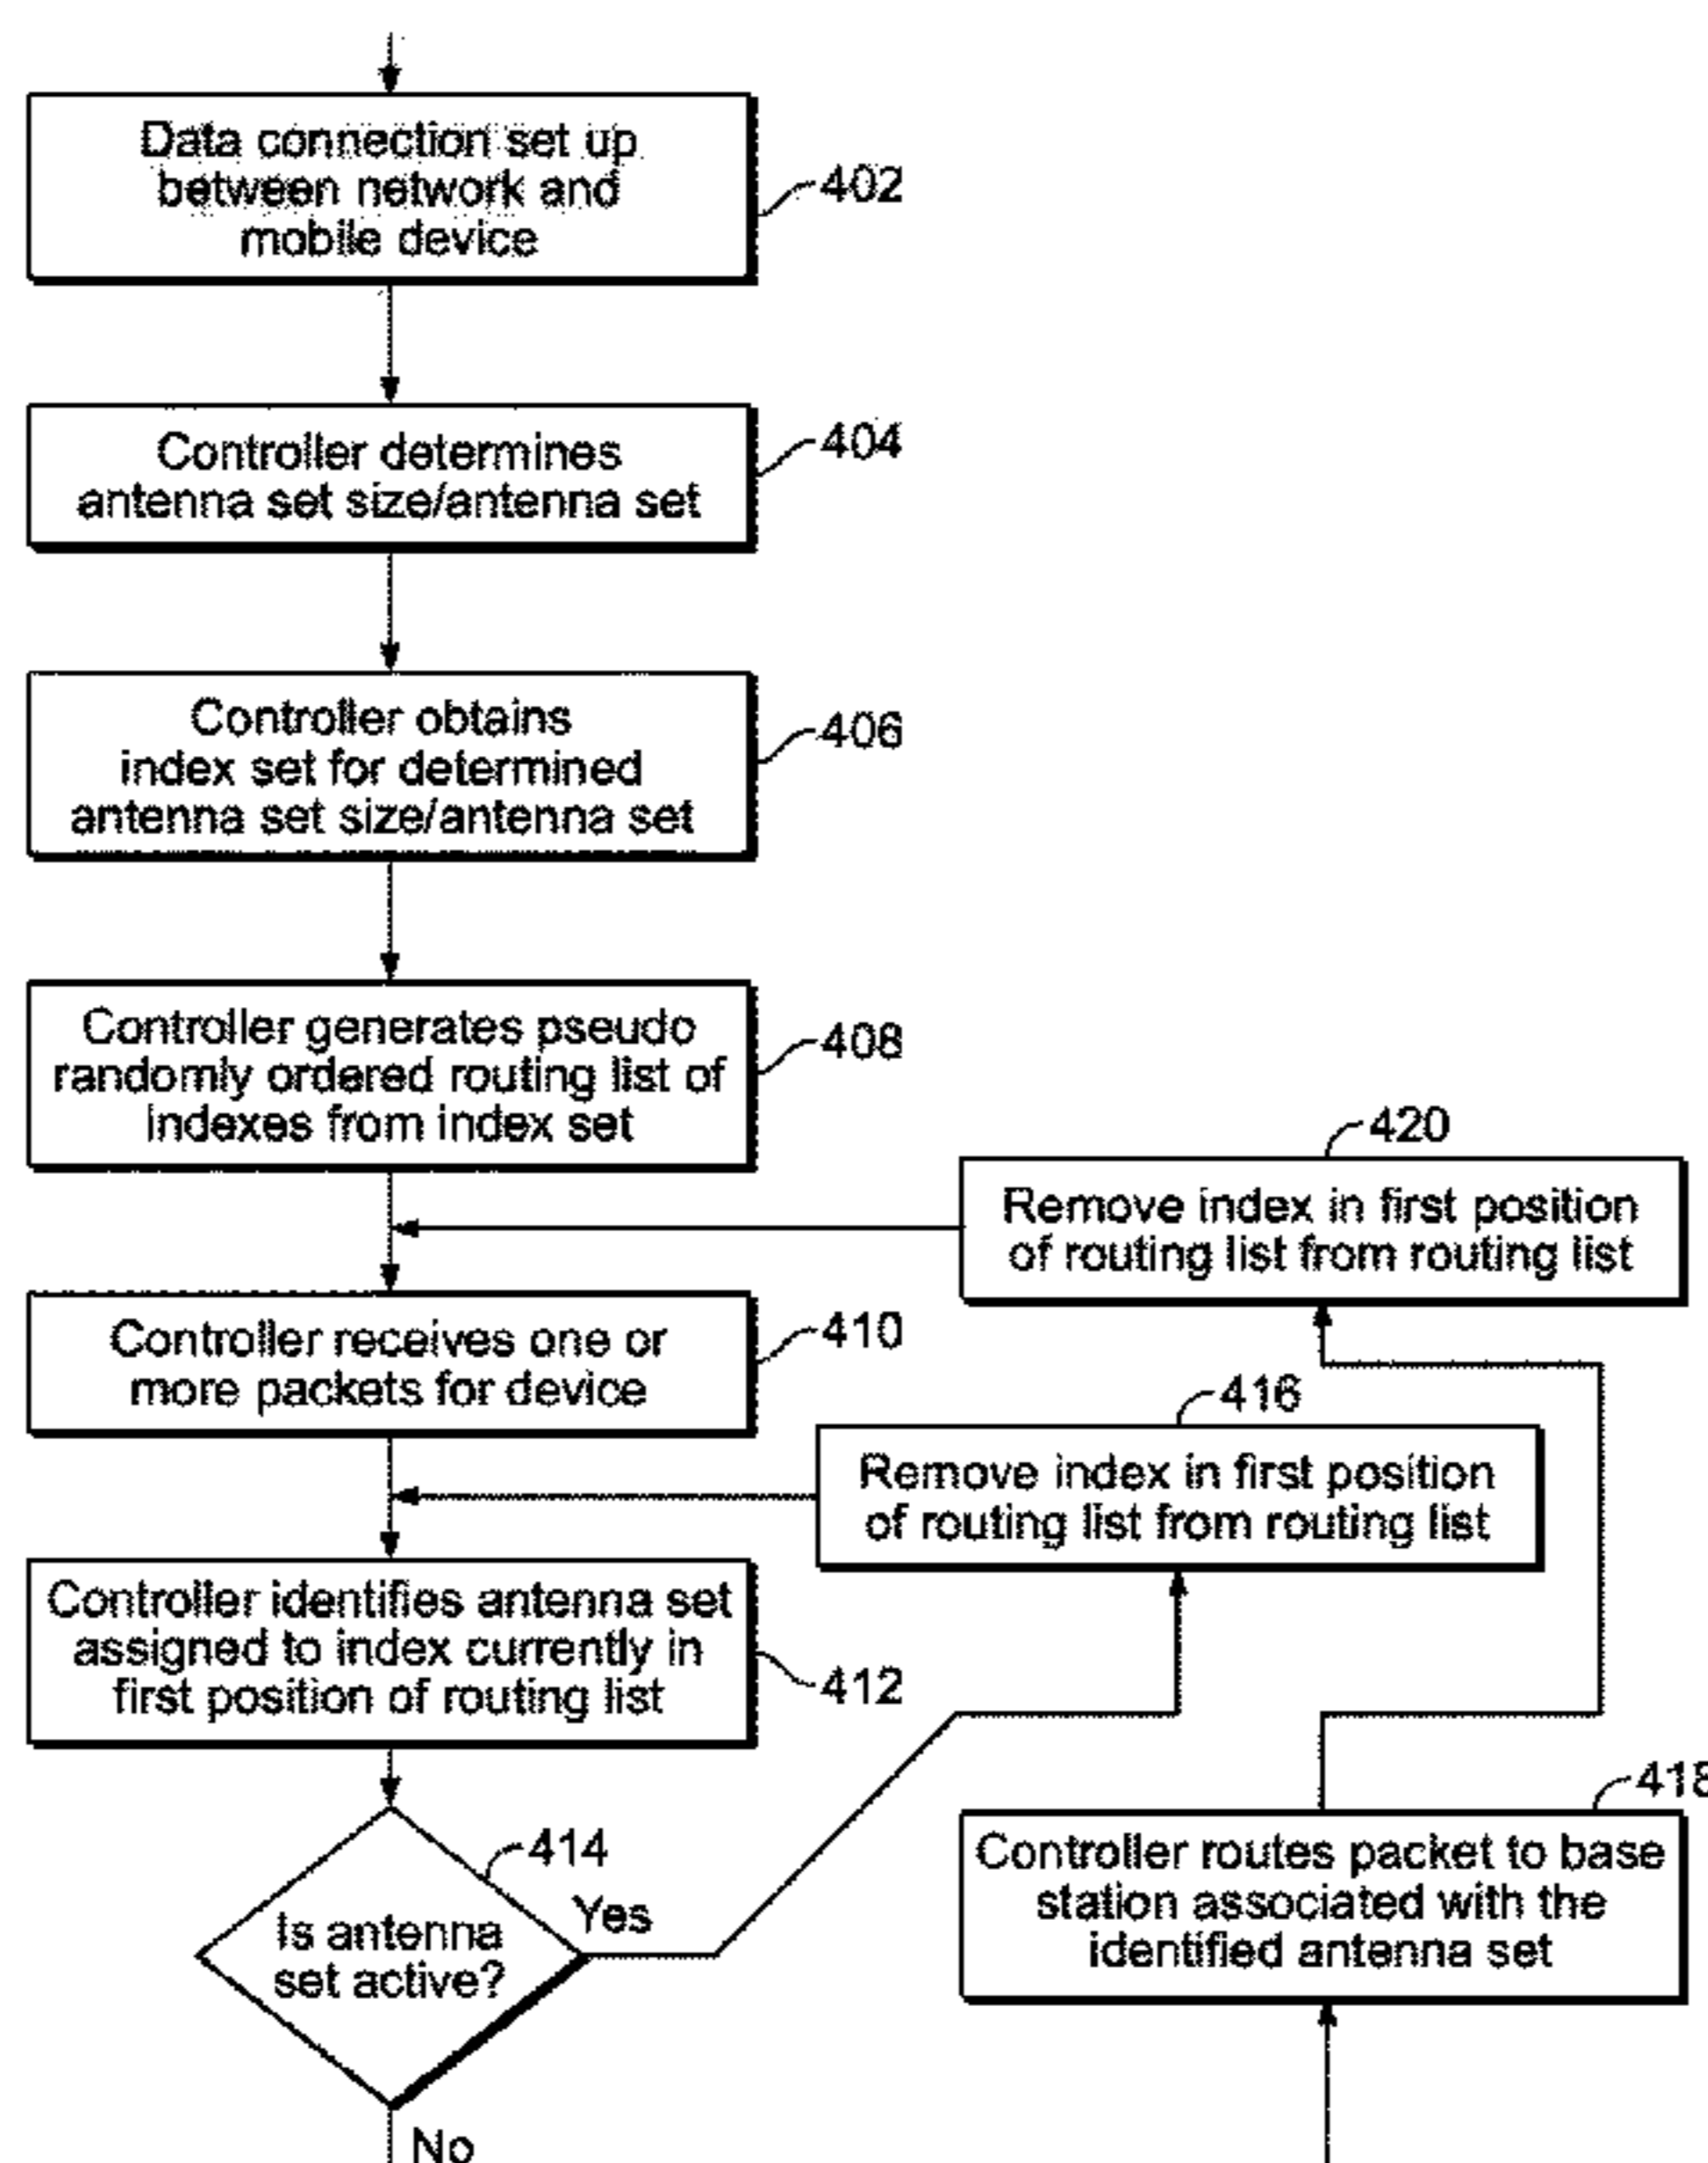 Data connection set up
between network and
mobile device
402
Controller determines
antenna set size/antenna set
404
Controller obtains
index set for determined
antenna set size/antenna set
406
Controller generates pseudo
randomly ordered routing list of
indexes from index set
408
420
Remove index in first position
of routing list from routing list
Controller receives one or
more packets for device
410
416
Remove index in first position
of routing list from routing list
Controller identifies antenna set
assigned to index currently in
first position of routing list
412
414
Is antenna
set active?
Yes
No
418
Controller routes packet to base
station associated with the
identified antenna set